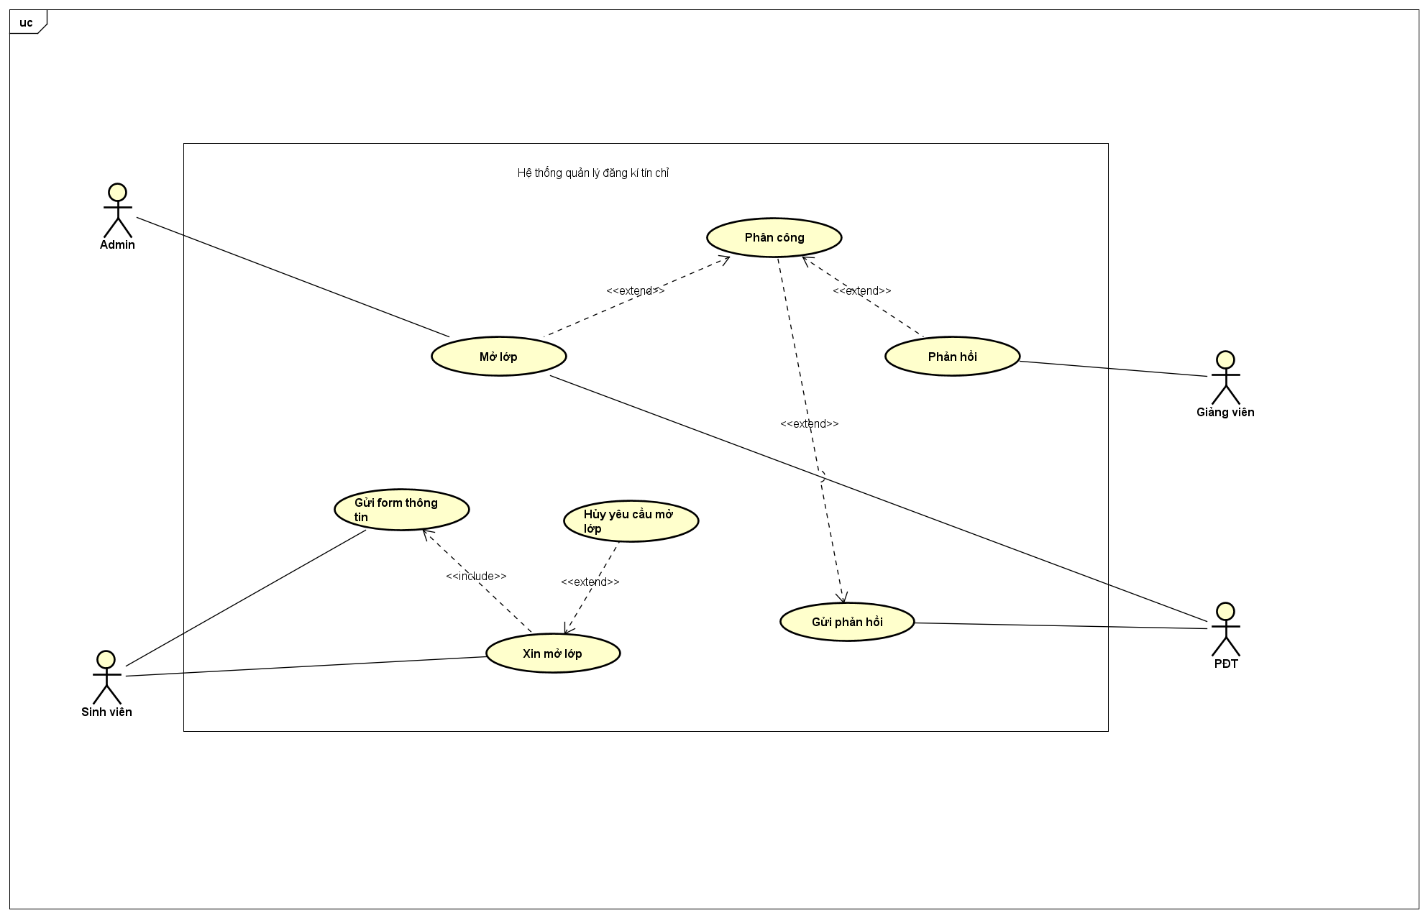 uc
Hệ thống quản lý đăng kí tín chỉ
Admin
Phân công
<<extend>>
<<extend>>
Mở lớp
Phản hồi
Giảng viên
<<extend>>
Gửi form thông
tin
Hủy yêu cầu mở
lớp
<<include>>
<<extend>>
Gửi phản hồi
Xin mở lớp
PĐT
Sinh viên